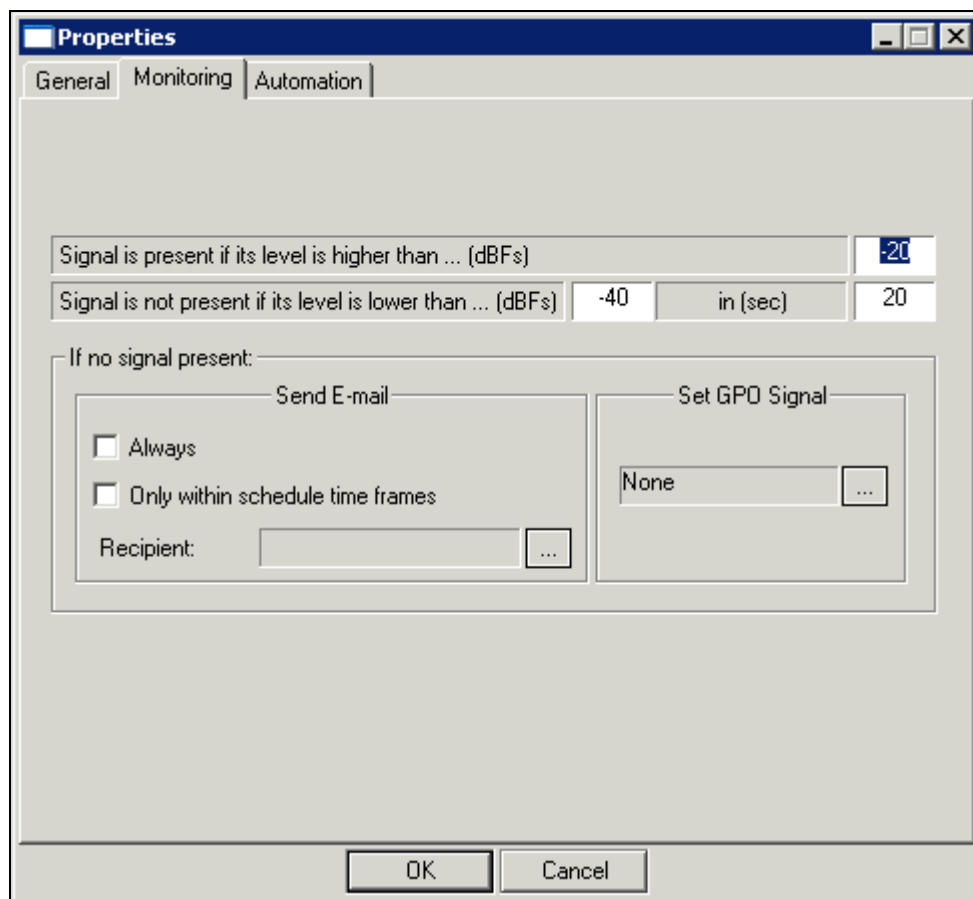 Properties
General Monitoring Automation
Signal is present if its level is higher than ... (dBFs) -20
Signal is not present if its level is lower than ... (dBFs) -40 in (sec) 20
If no signal present:
Send E-mail Set GPO Signal
Always
None ...
Only within schedule time frames
Recipient: ...
OK Cancel